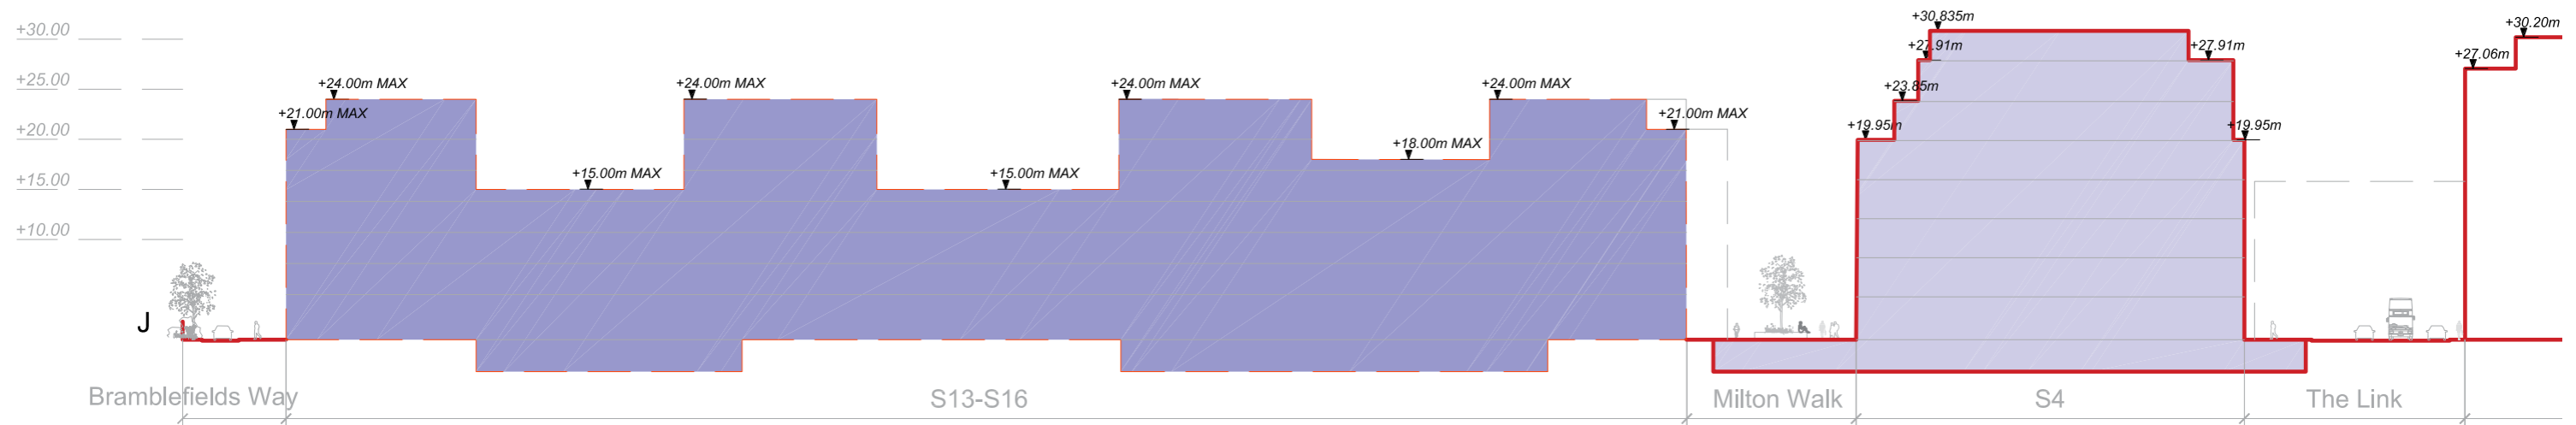 +30.00
+25.00
+20.00
+15.00
+10.00
+24.00m MAX
+21.00m MAX
+15.00m MAX
+24.00m MAX
+15.00m MAX
+24.00m MAX
+18.00m MAX
+24.00m MAX
+21.00m MAX
+30.835m
+27.91m
+23.85m
+19.95m
+27.91m
+19.95m
+30.20m
+27.06m
J
Bramblefields Way
S13-S16
Milton Walk
S4
The Link